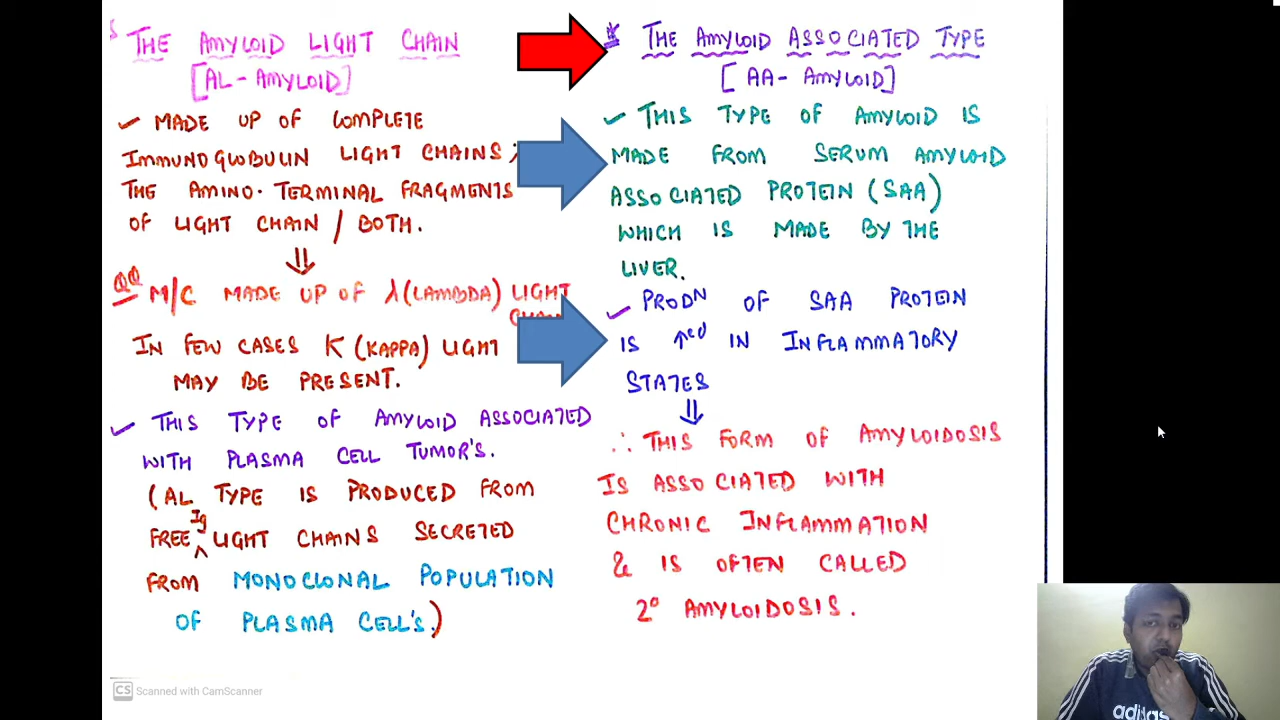 THE AMYLOID LIGHT CHAIN
[AL-AMYLOID]
✓ MADE UP OF COMPLETE
IMMUNOGLOBULIN LIGHT CHAINS;
THE AMINO-TERMINAL FRAGMENTS
OF LIGHT CHAIN / BOTH.
⇓
M/C MADE UP OF λ(LAMBDA) LIGHT
IN FEW CASES K (KAPPA) LIGHT
MAY BE PRESENT.
✓ THIS TYPE OF AMYLOID ASSOCIATED
WITH PLASMA CELL TUMOR'S.
(AL TYPE IS PRODUCED FROM
FREE Ig LIGHT CHAINS SECRETED
FROM MONOCLONAL POPULATION
OF PLASMA CELL'S.)
* THE AMYLOID ASSOCIATED TYPE
[AA-AMYLOID]
✓ THIS TYPE OF AMYLOID IS
MADE FROM SERUM AMYLOID
ASSOCIATED PROTEIN (SAA)
WHICH IS MADE BY THE
LIVER.
✓ PRODN OF SAA PROTEIN
IS ↑ed IN INFLAMMATORY
STATES
⇓
∴ THIS FORM OF AMYLOIDOSIS
IS ASSOCIATED WITH
CHRONIC INFLAMMATION
& IS OFTEN CALLED
2° AMYLOIDOSIS.
CS Scanned with CamScanner
adidas